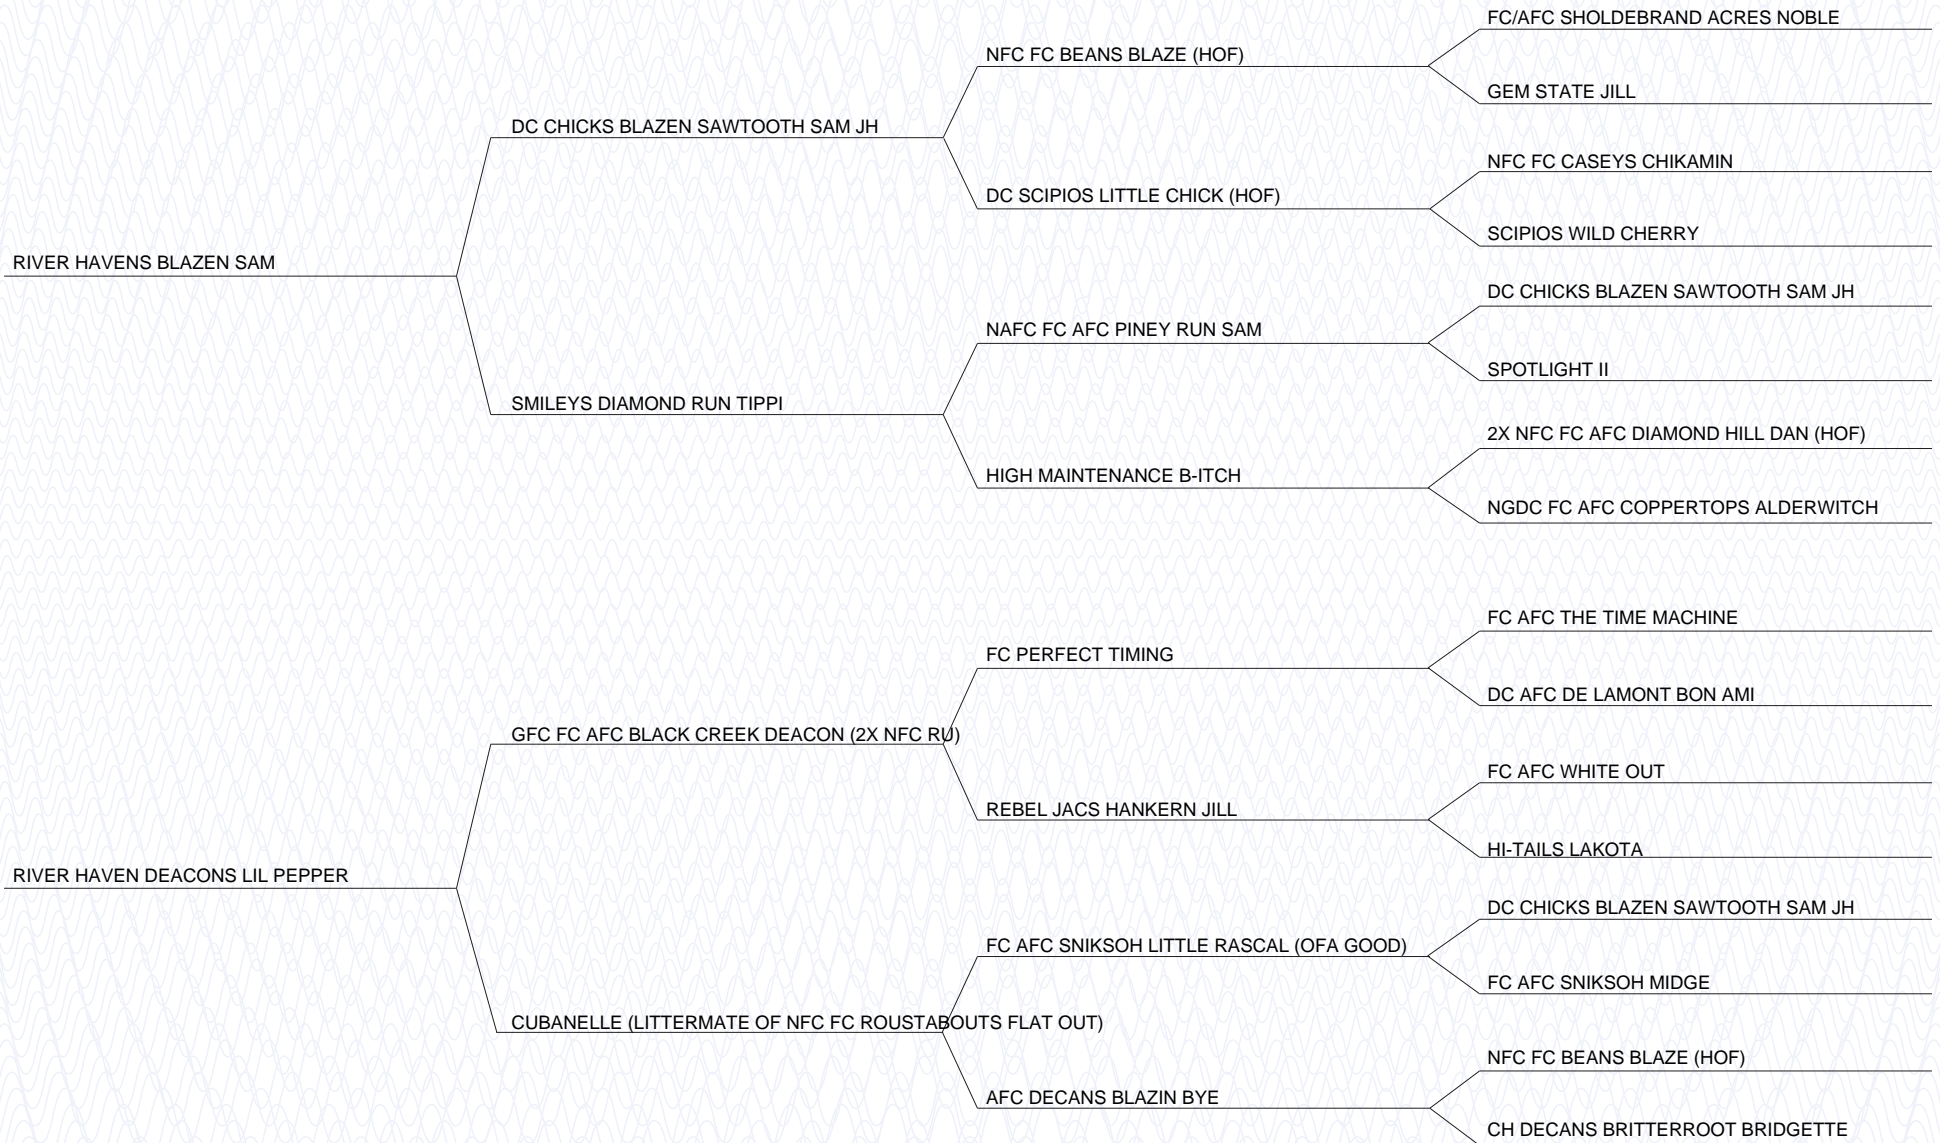 FC/AFC SHOLDEBRAND ACRES NOBLE
NFC FC BEANS BLAZE (HOF)
GEM STATE JILL
DC CHICKS BLAZEN SAWTOOTH SAM JH
NFC FC CASEYS CHIKAMIN
DC SCIPIOS LITTLE CHICK (HOF)
SCIPIOS WILD CHERRY
RIVER HAVENS BLAZEN SAM
DC CHICKS BLAZEN SAWTOOTH SAM JH
NAFC FC AFC PINEY RUN SAM
SPOTLIGHT II
SMILEYS DIAMOND RUN TIPPI
2X NFC FC AFC DIAMOND HILL DAN (HOF)
HIGH MAINTENANCE B-ITCH
NGDC FC AFC COPPERTOPS ALDERWITCH
FC AFC THE TIME MACHINE
FC PERFECT TIMING
DC AFC DE LAMONT BON AMI
GFC FC AFC BLACK CREEK DEACON (2X NFC RU)
FC AFC WHITE OUT
REBEL JACS HANKERN JILL
HI-TAILS LAKOTA
RIVER HAVEN DEACONS LIL PEPPER
DC CHICKS BLAZEN SAWTOOTH SAM JH
FC AFC SNIKSOH LITTLE RASCAL (OFA GOOD)
FC AFC SNIKSOH MIDGE
CUBANELLE (LITTERMATE OF NFC FC ROUSTABOUTS FLAT OUT)
NFC FC BEANS BLAZE (HOF)
AFC DECANS BLAZIN BYE
CH DECANS BRITTERROOT BRIDGETTE